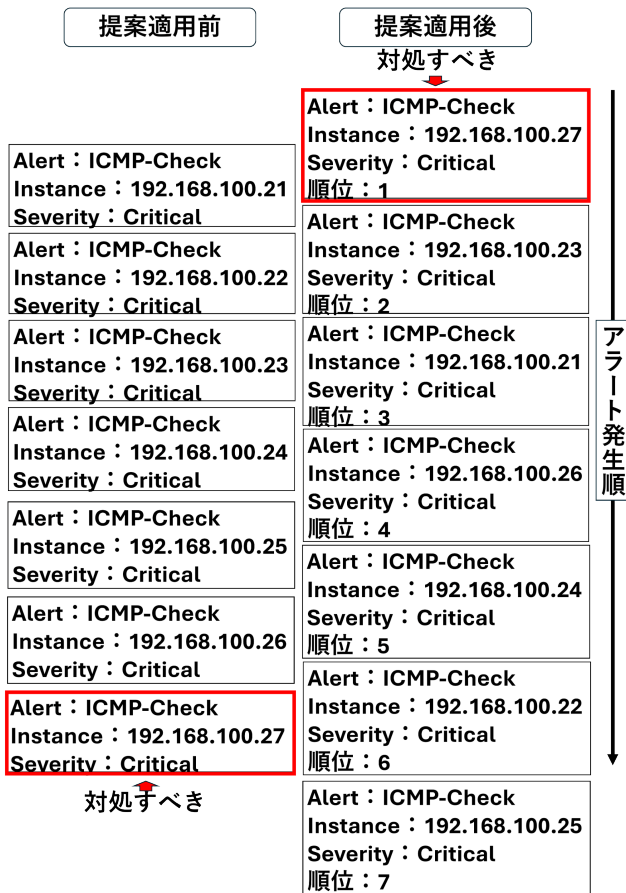 提案適用前
Alert：ICMP-Check
Instance：192.168.100.21
Severity：Critical
Alert：ICMP-Check
Instance：192.168.100.22
Severity：Critical
Alert：ICMP-Check
Instance：192.168.100.23
Severity：Critical
Alert：ICMP-Check
Instance：192.168.100.24
Severity：Critical
Alert：ICMP-Check
Instance：192.168.100.25
Severity：Critical
Alert：ICMP-Check
Instance：192.168.100.26
Severity：Critical
Alert：ICMP-Check
Instance：192.168.100.27
Severity：Critical
対処すべき
提案適用後
対処すべき
Alert：ICMP-Check
Instance：192.168.100.27
Severity：Critical
順位：1
Alert：ICMP-Check
Instance：192.168.100.23
Severity：Critical
順位：2
Alert：ICMP-Check
Instance：192.168.100.21
Severity：Critical
順位：3
Alert：ICMP-Check
Instance：192.168.100.26
Severity：Critical
順位：4
Alert：ICMP-Check
Instance：192.168.100.24
Severity：Critical
順位：5
Alert：ICMP-Check
Instance：192.168.100.22
Severity：Critical
順位：6
Alert：ICMP-Check
Instance：192.168.100.25
Severity：Critical
順位：7
アラート発生順